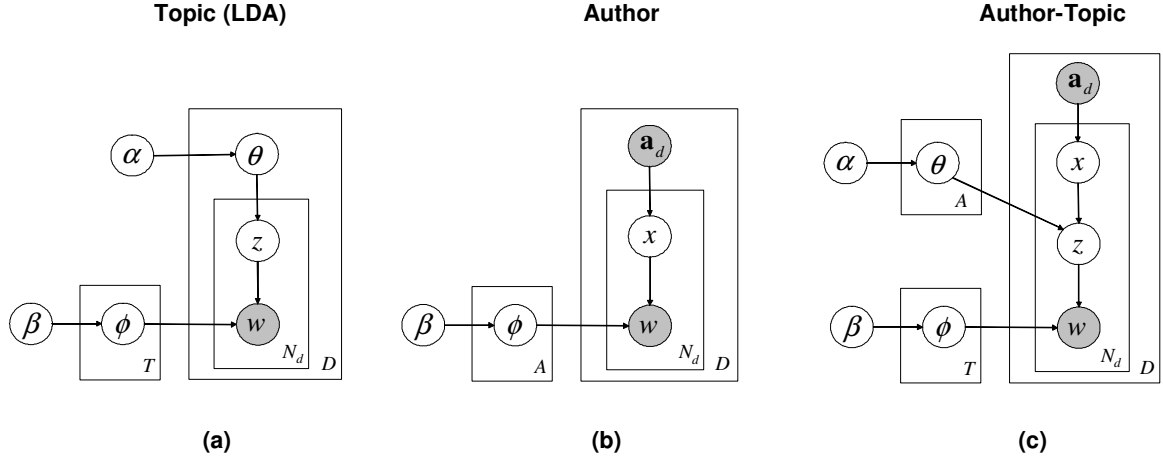 Topic (LDA)
Author
Author-Topic
α
θ
z
β
ϕ
w
T
N_d
D
(a)
a_d
x
β
ϕ
w
A
N_d
D
(b)
a_d
α
θ
x
A
z
β
ϕ
w
T
N_d
D
(c)